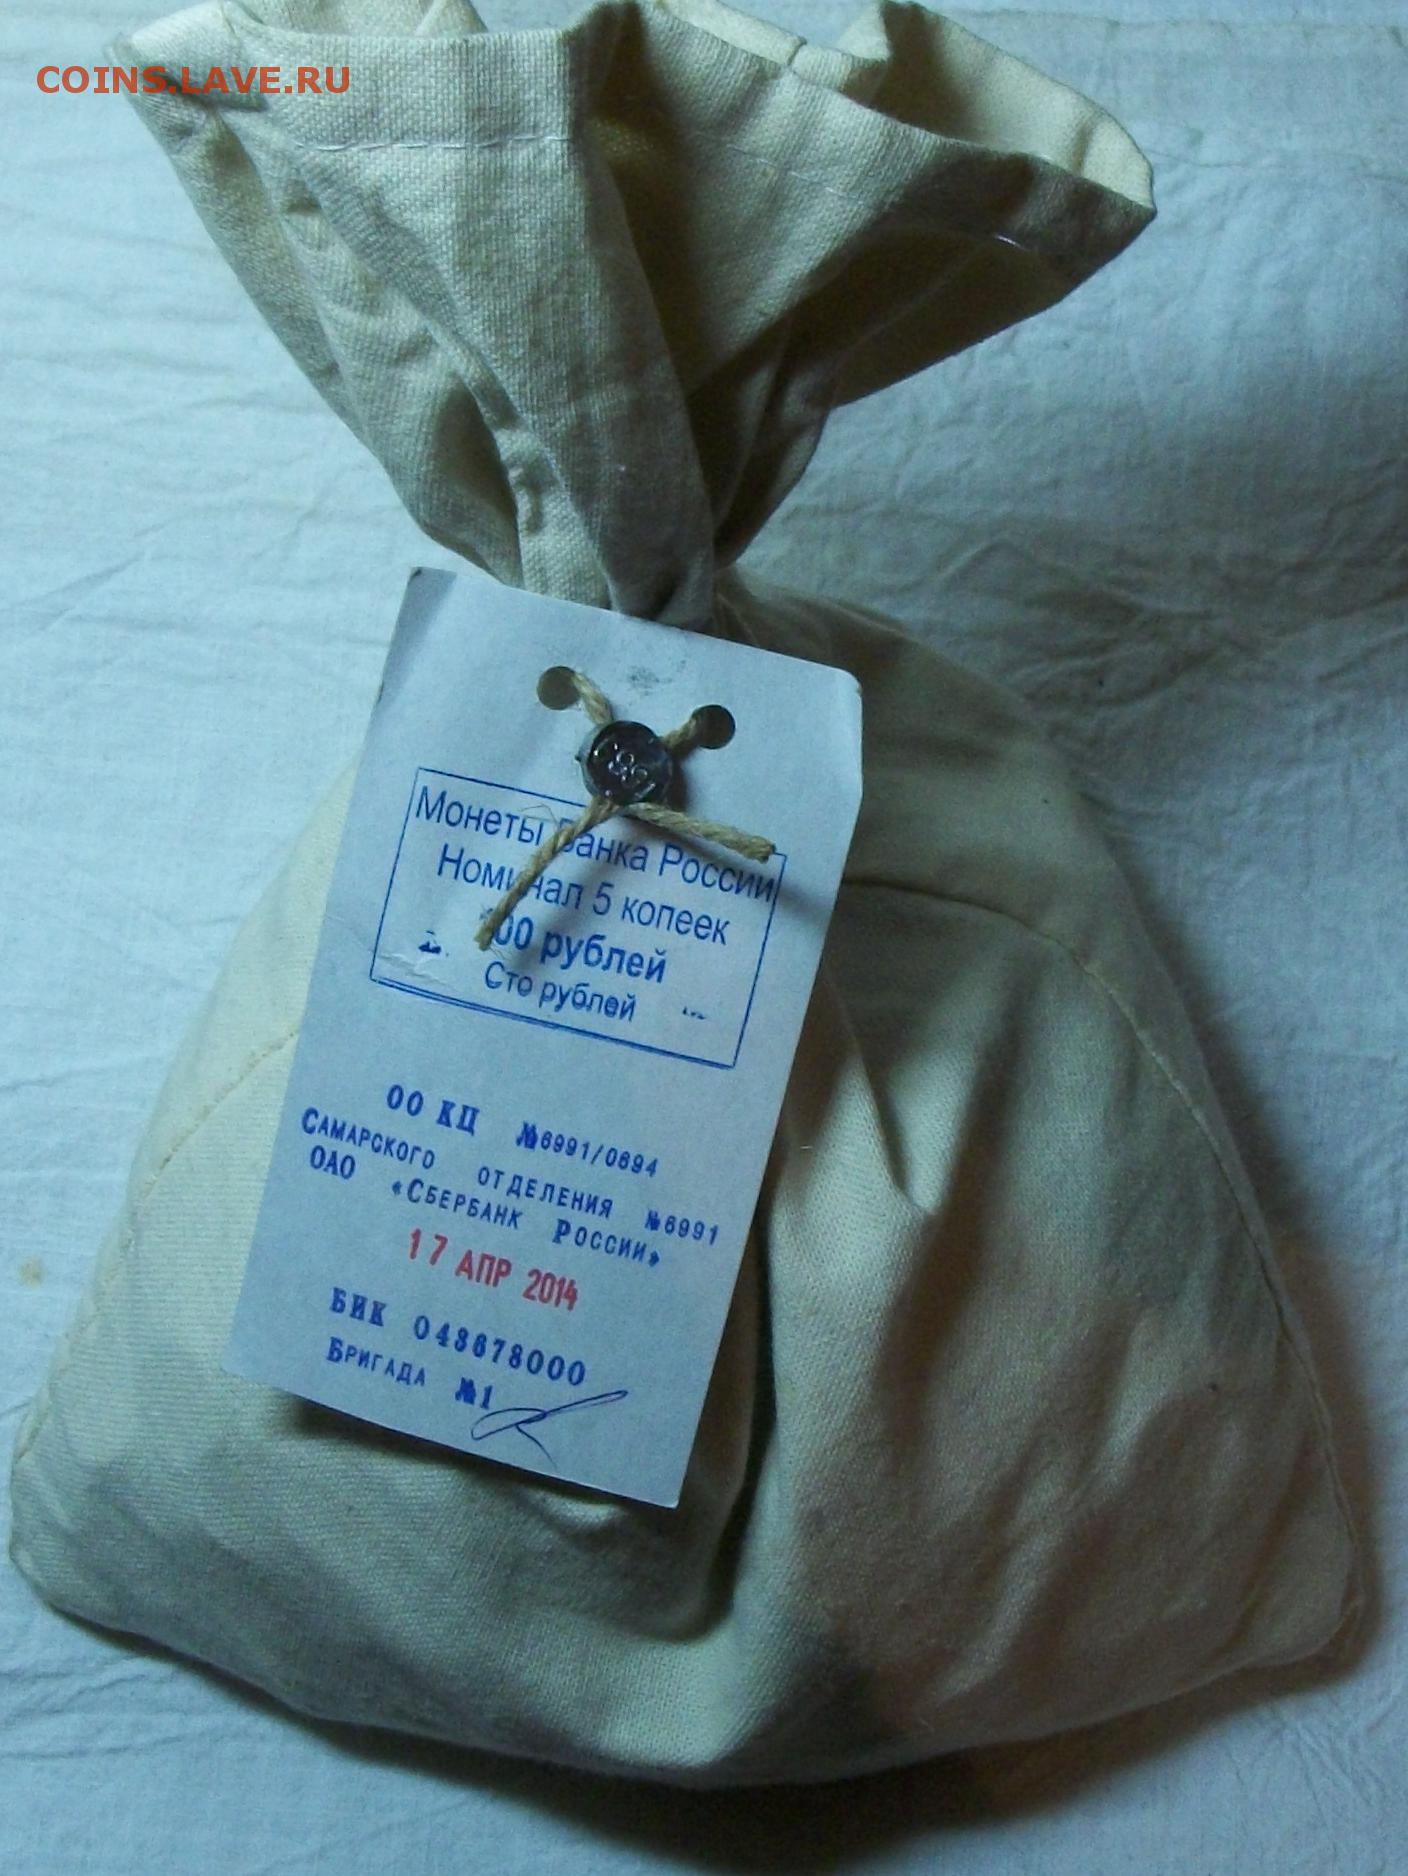 COINS.LAVE.RU
Монеты Банка России
Номинал 5 копеек
100 рублей
Сто рублей
ОО КЦ №6991/0694
Самарского отделения №6991
ОАО «Сбербанк России»
17 АПР 2014
БИК 043678000
Бригада №1